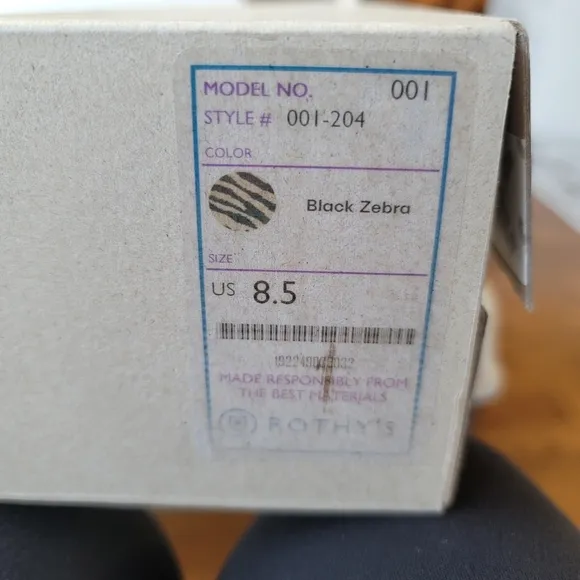 MODEL NO. 001
STYLE # 001-204
COLOR
Black Zebra
SIZE
US 8.5
MADE RESPONSIBLY FROM
THE BEST MATERIALS
ROTHY'S